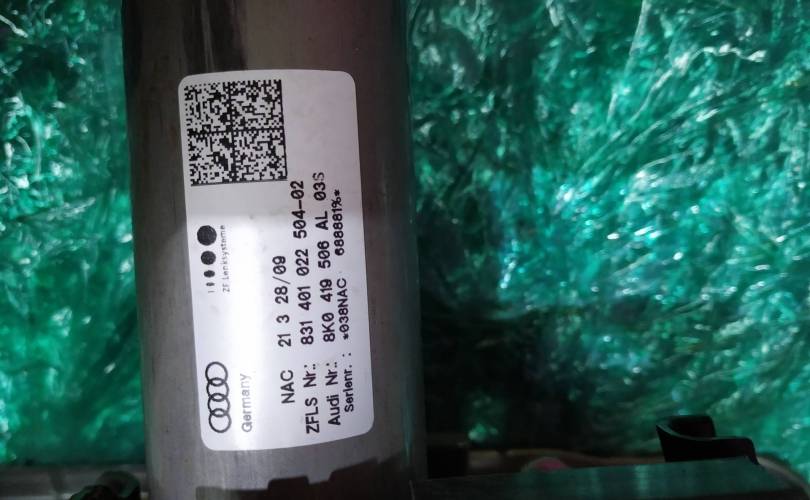 ZF Lenksysteme
Germany
NAC 21 3 28/09
ZFLS Nr.: 831 401 022 504-02
Audi Nr.: 8K0 419 506 AL 03S
Serienr.: *038NAC 688881%*